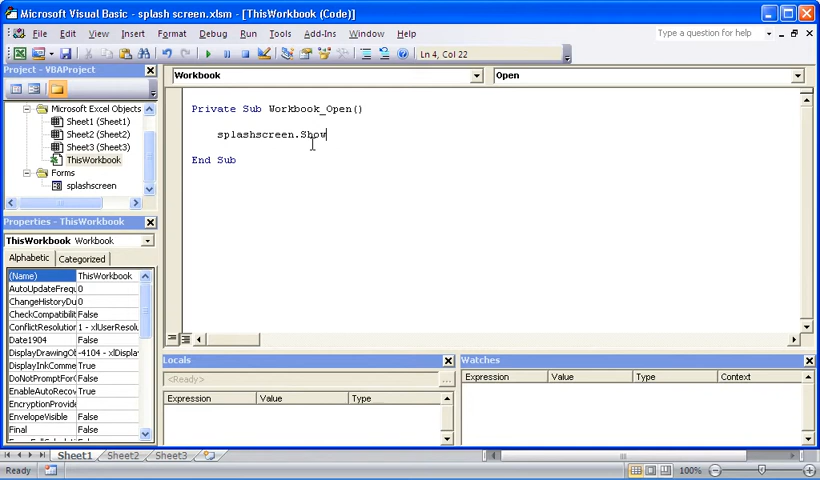 Microsoft Visual Basic - splash screen.xlsm - [ThisWorkbook (Code)]
File Edit View Insert Format Debug Run Tools Add-Ins Window Help
Type a question for help
Ln 4, Col 22
Project - VBAProject
Workbook
Open
Microsoft Excel Objects
Sheet1 (Sheet1)
Sheet2 (Sheet2)
Sheet3 (Sheet3)
ThisWorkbook
Forms
splashscreen
Private Sub Workbook_Open()
splashscreen.Show
End Sub
Properties - ThisWorkbook
ThisWorkbook Workbook
Alphabetic Categorized
(Name) ThisWorkbook
AutoUpdateFrequ 0
ChangeHistoryDu 0
CheckCompatibili False
ConflictResolution 1 - xlUserResolu
Date1904 False
DisplayDrawingOb -4104 - xlDisplay
DisplayInkComme True
DoNotPromptForC False
EnableAutoRecov True
EncryptionProvide
EnvelopeVisible False
Final False
Locals
<Ready>
Expression Value Type
Watches
Expression Value Type Context
Sheet1 Sheet2 Sheet3
Ready
100%